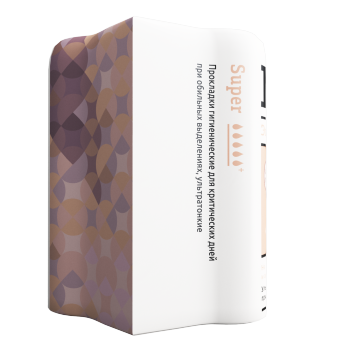 Super
Прокладки гигиенические для критических дней
при обильных выделениях, ультратонкие